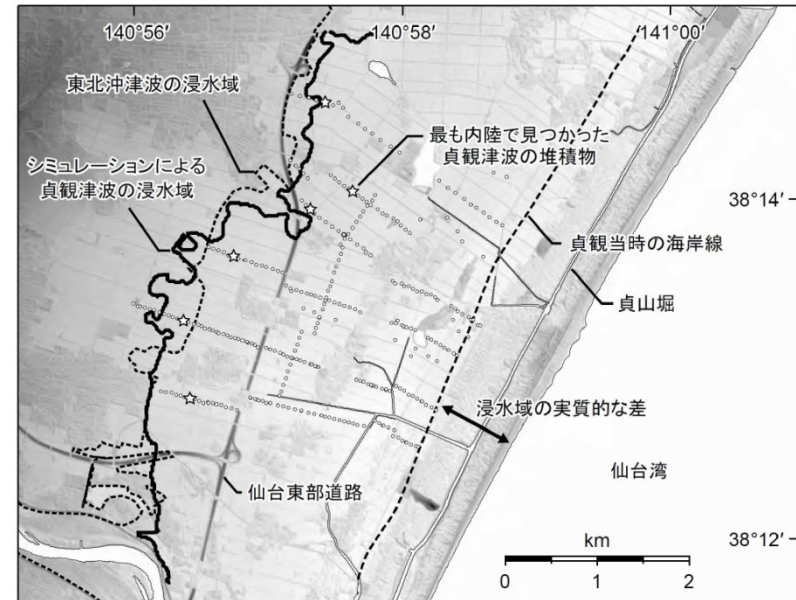 140°56′
140°58′
141°00′
東北沖津波の浸水域
最も内陸で見つかった
貞観津波の堆積物
シミュレーションによる
貞観津波の浸水域
38°14′
貞観当時の海岸線
貞山堀
浸水域の実質的な差
仙台湾
仙台東部道路
km
38°12′
0 1 2